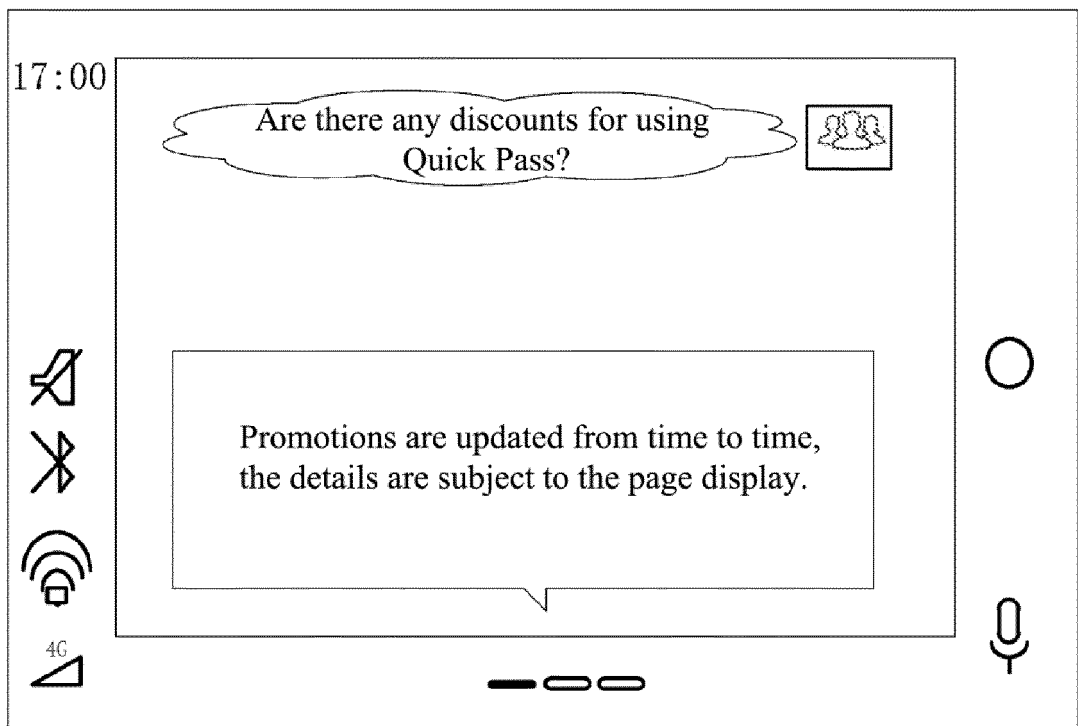 17:00
Are there any discounts for using
Quick Pass?
Promotions are updated from time to time,
the details are subject to the page display.
4G